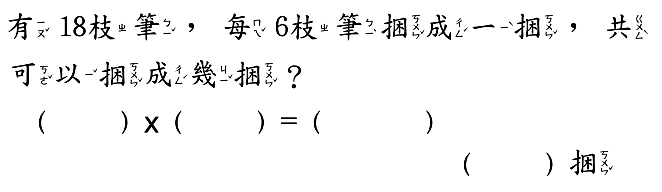 有18枝筆，每6枝筆捆成一捆，共
可以捆成幾捆？
(　　) x (　　) = (　　)
(　　) 捆